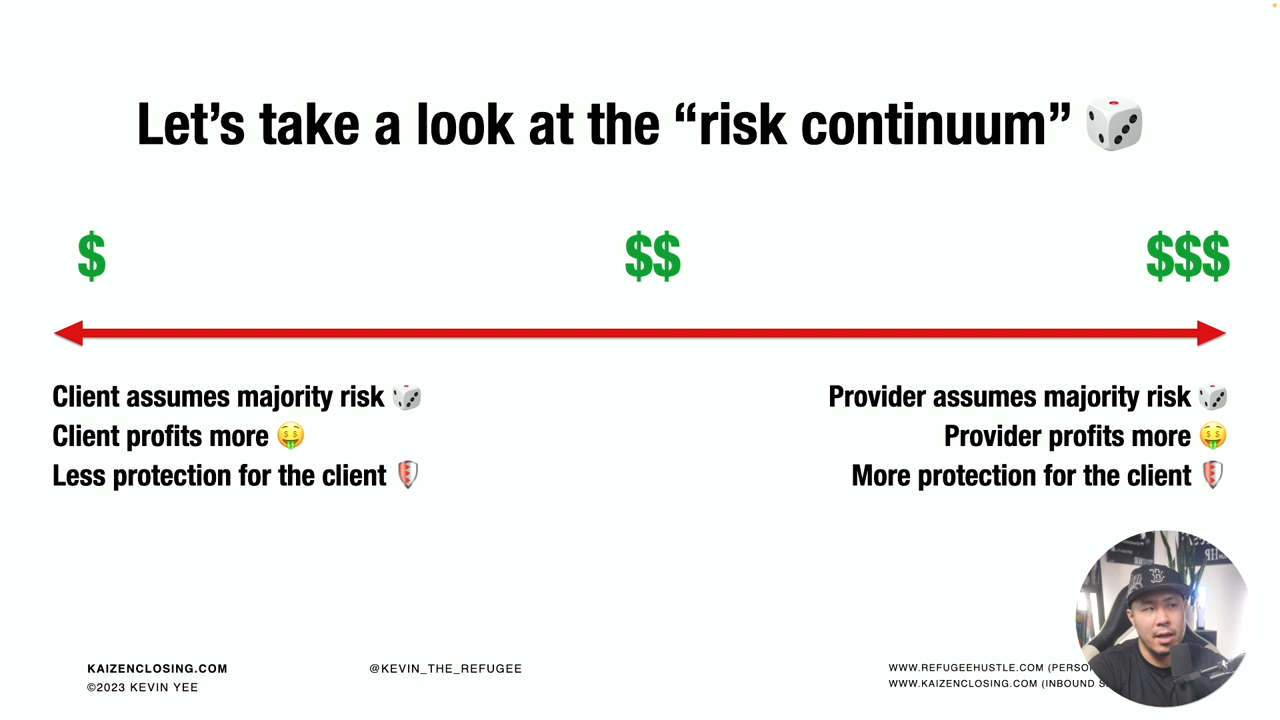 Let’s take a look at the “risk continuum” 🎲
$
$$
$$$
Client assumes majority risk 🎲
Client profits more 🤑
Less protection for the client 🛡️
Provider assumes majority risk 🎲
Provider profits more 🤑
More protection for the client 🛡️
KAIZENCLOSING.COM
©2023 KEVIN YEE
@KEVIN_THE_REFUGEE
WWW.REFUGEEHUSTLE.COM
WWW.KAIZENCLOSING.COM (INBOUND